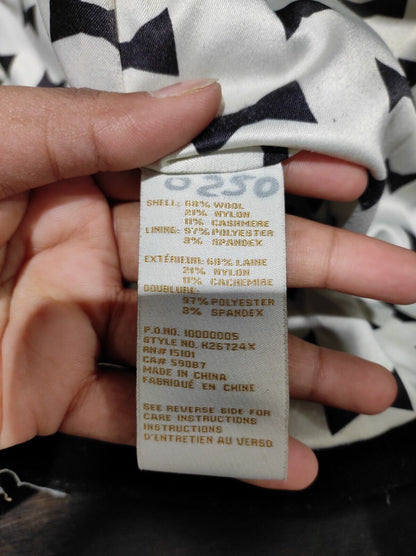 0250
SHELL: 68% WOOL
21% NYLON
11% CASHMERE
LINING: 97% POLYESTER
3% SPANDEX
EXTÉRIEURE: 68% LAINE
21% NYLON
11% CACHEMIRE
DOUBLURE:
97% POLYESTER
3% SPANDEX
P.O.NO. 10000005
STYLE NO. K26724X
RN# 15101
CA# 59087
MADE IN CHINA
FABRIQUÉ EN CHINE
SEE REVERSE SIDE FOR
CARE INSTRUCTIONS
INSTRUCTIONS
D'ENTRETIEN AU VERSO